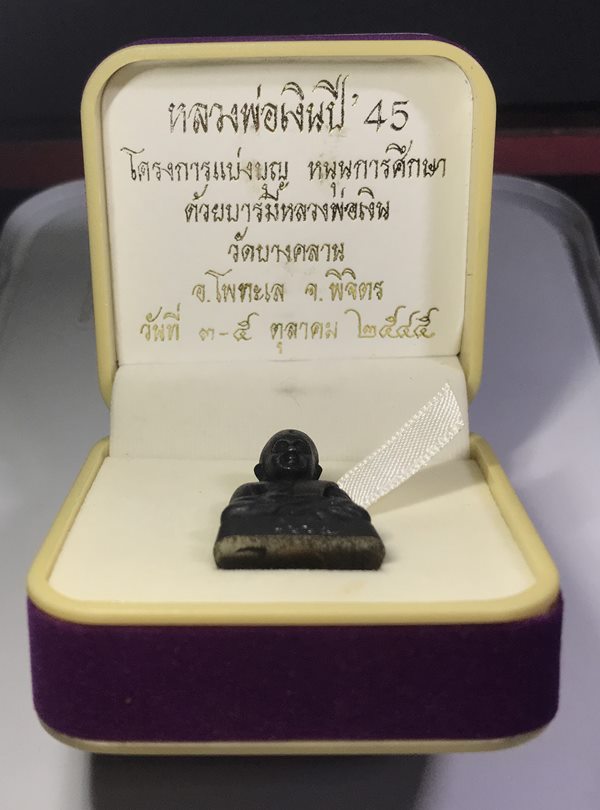 หลวงพ่อเงินปี'45
โครงการแบ่งบุญ หนุนการศึกษา
ด้วยบารมีหลวงพ่อเงิน
วัดบางคลาน
อ.โพทะเล จ.พิจิตร
วันที่ ๓-๕ ตุลาคม ๒๕๔๕